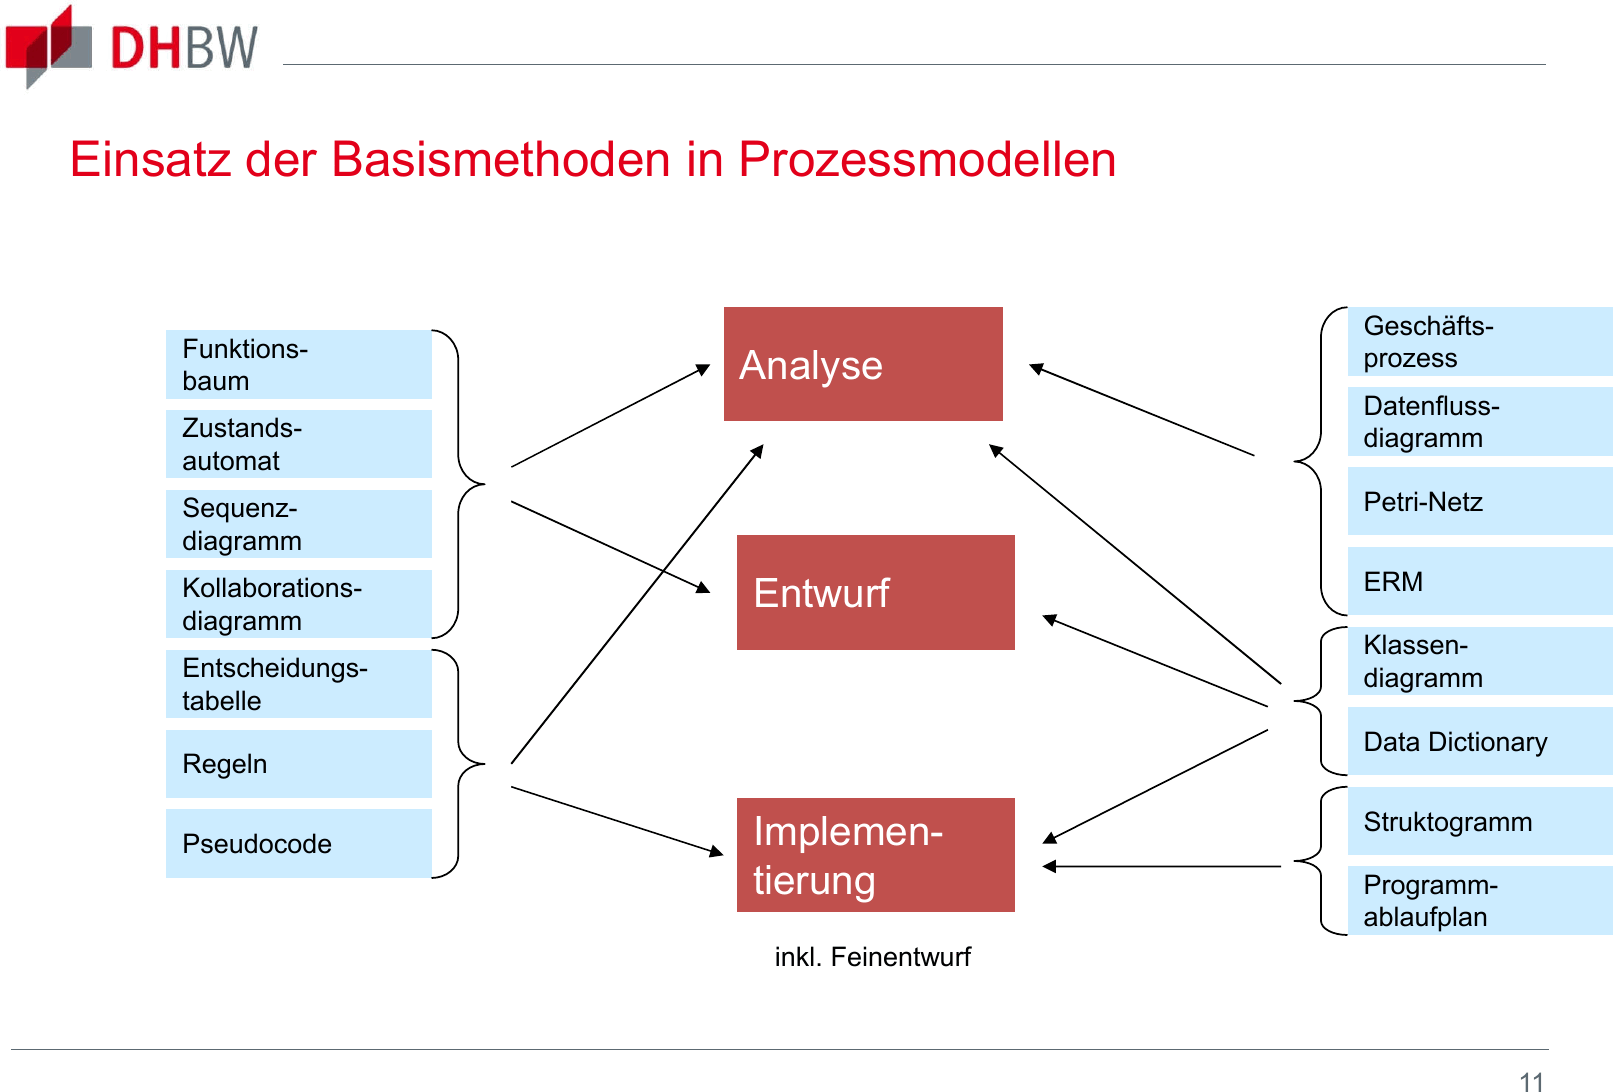 DHBW
Einsatz der Basismethoden in Prozessmodellen
Funktions-
baum
Zustands-
automat
Sequenz-
diagramm
Kollaborations-
diagramm
Entscheidungs-
tabelle
Regeln
Pseudocode
Analyse
Entwurf
Implemen-
tierung
inkl. Feinentwurf
Geschäfts-
prozess
Datenfluss-
diagramm
Petri-Netz
ERM
Klassen-
diagramm
Data Dictionary
Struktogramm
Programm-
ablaufplan
11